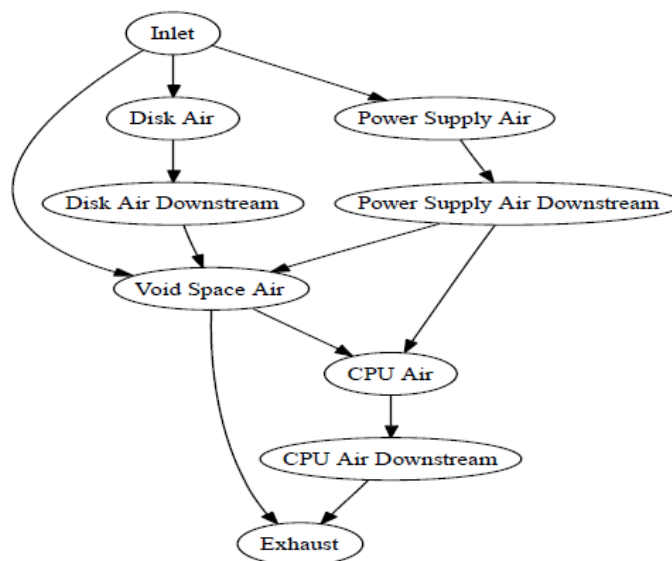 Inlet
Disk Air
Power Supply Air
Disk Air Downstream
Power Supply Air Downstream
Void Space Air
CPU Air
CPU Air Downstream
Exhaust